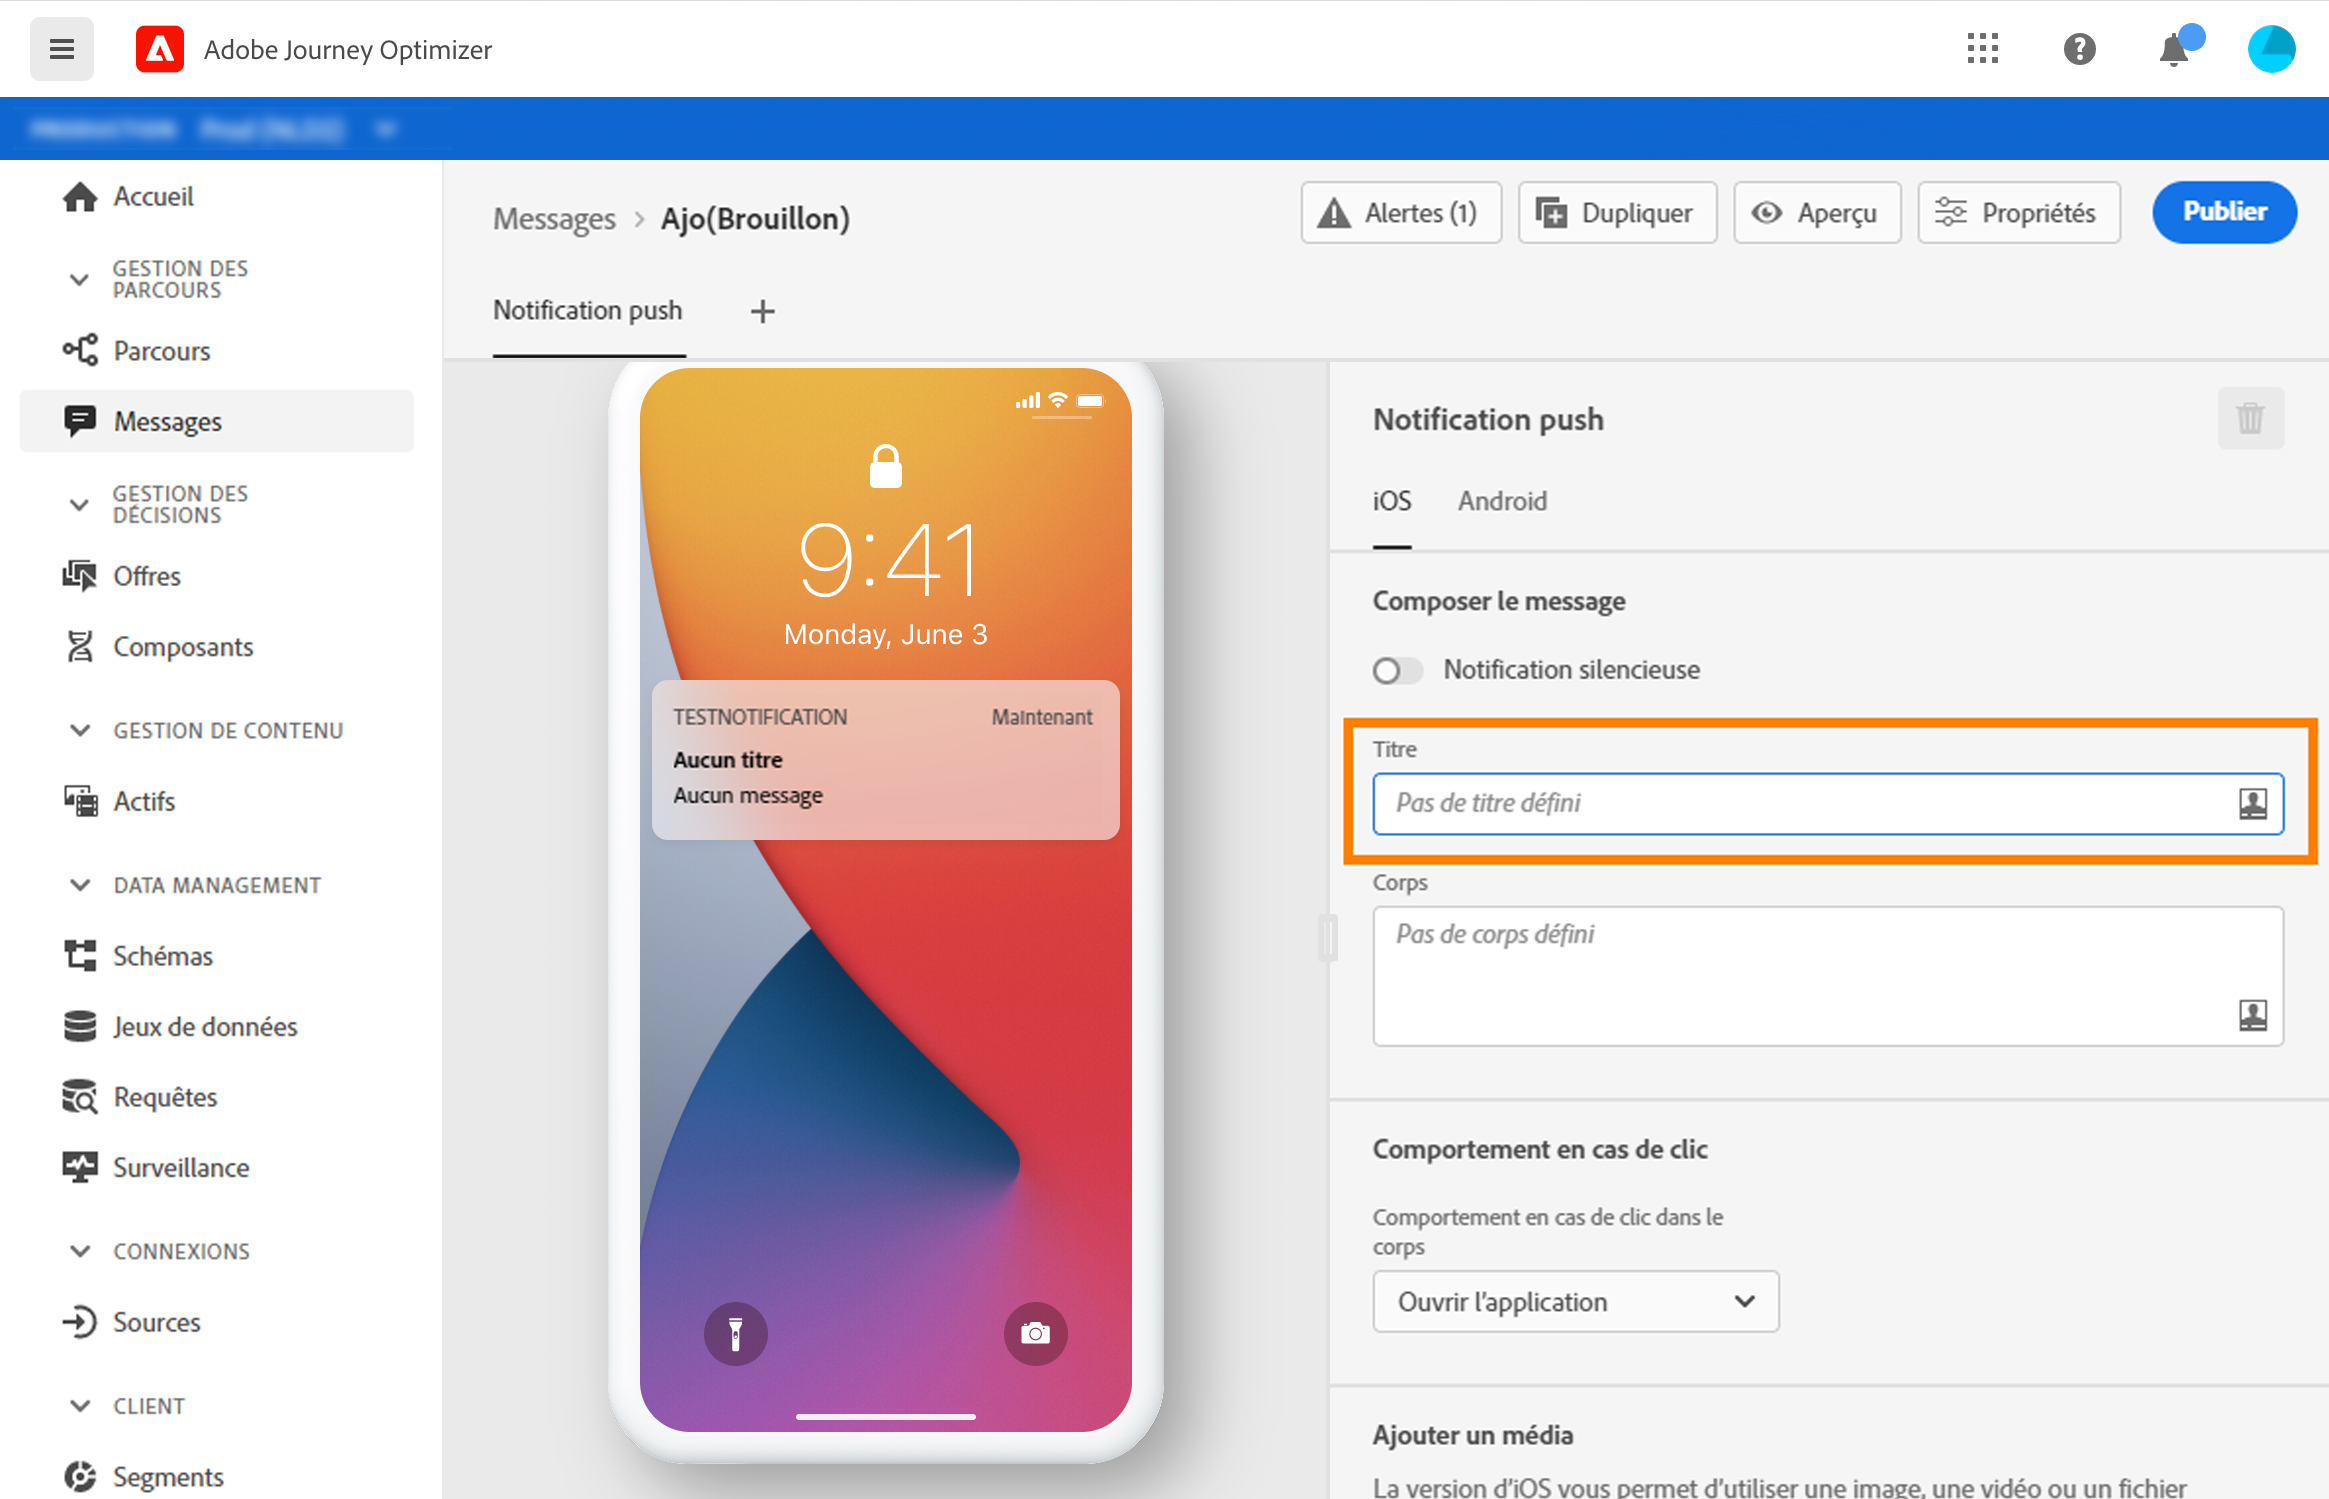 Adobe Journey Optimizer
Accueil
GESTION DES
PARCOURS
Parcours
Messages
GESTION DES
DÉCISIONS
Offres
Composants
GESTION DE CONTENU
Actifs
DATA MANAGEMENT
Schémas
Jeux de données
Requêtes
Surveillance
CONNEXIONS
Sources
CLIENT
Segments
Messages > Ajo(Brouillon)
Alertes (1)
Dupliquer
Aperçu
Propriétés
Publier
Notification push
9:41
Monday, June 3
TESTNOTIFICATION Maintenant
Aucun titre
Aucun message
Notification push
iOS Android
Composer le message
Notification silencieuse
Titre
Pas de titre défini
Corps
Pas de corps défini
Comportement en cas de clic
Comportement en cas de clic dans le
corps
Ouvrir l'application
Ajouter un média
La version d'iOS vous permet d'utiliser une image, une vidéo ou un fichier